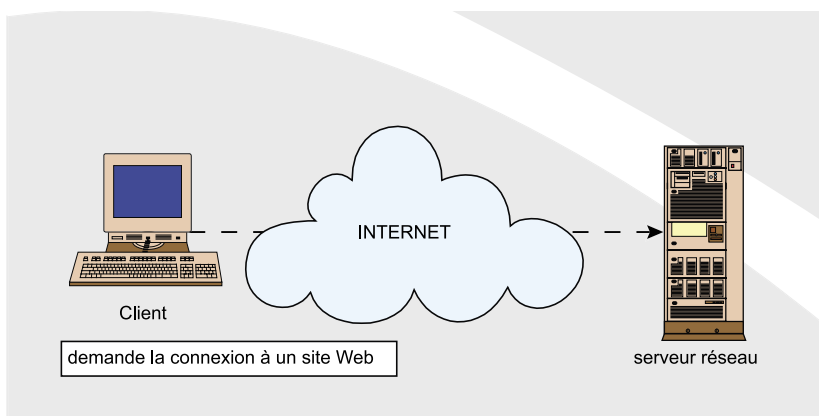 INTERNET
Client
demande la connexion à un site Web
serveur réseau